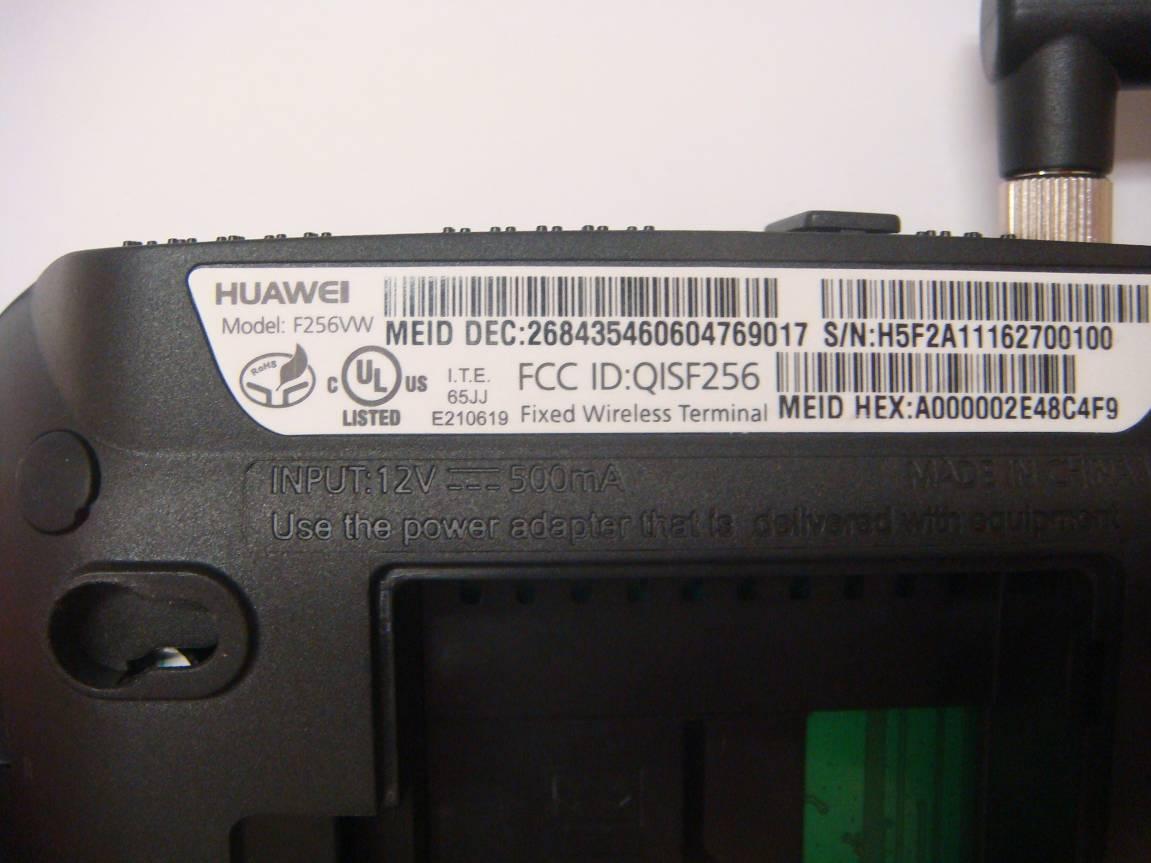 HUAWEI
Model: F256VW
MEID DEC:268435460604769017 S/N:H5F2A11162700100
RoHS
C UL US
LISTED
I.T.E.
65JJ
E210619
FCC ID:QISF256
Fixed Wireless Terminal
MEID HEX:A000002E48C4F9
INPUT:12V ⎓ 500mA
MADE IN CHINA
Use the power adapter that is delivered with equipment